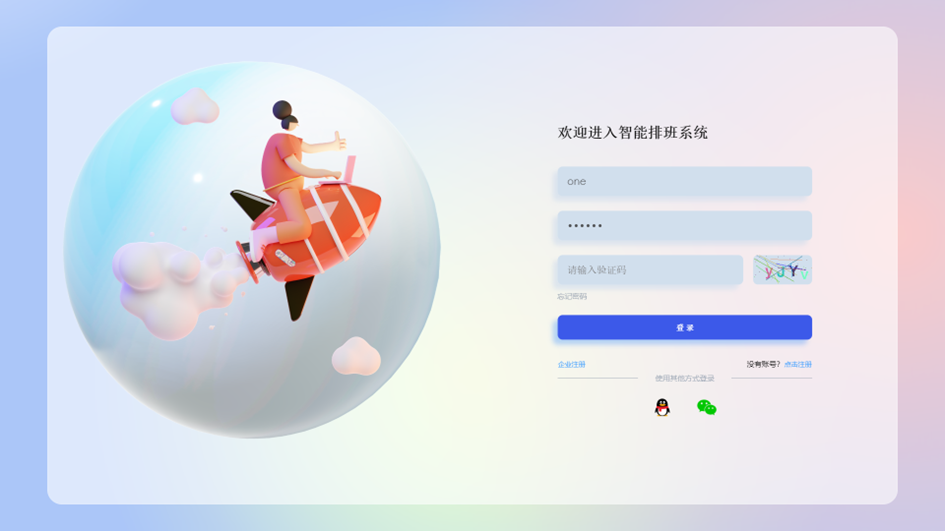 欢迎进入智能排班系统
one
••••••
请输入验证码
忘记密码
登录
企业注册 没有账号？点击注册
使用其他方式登录